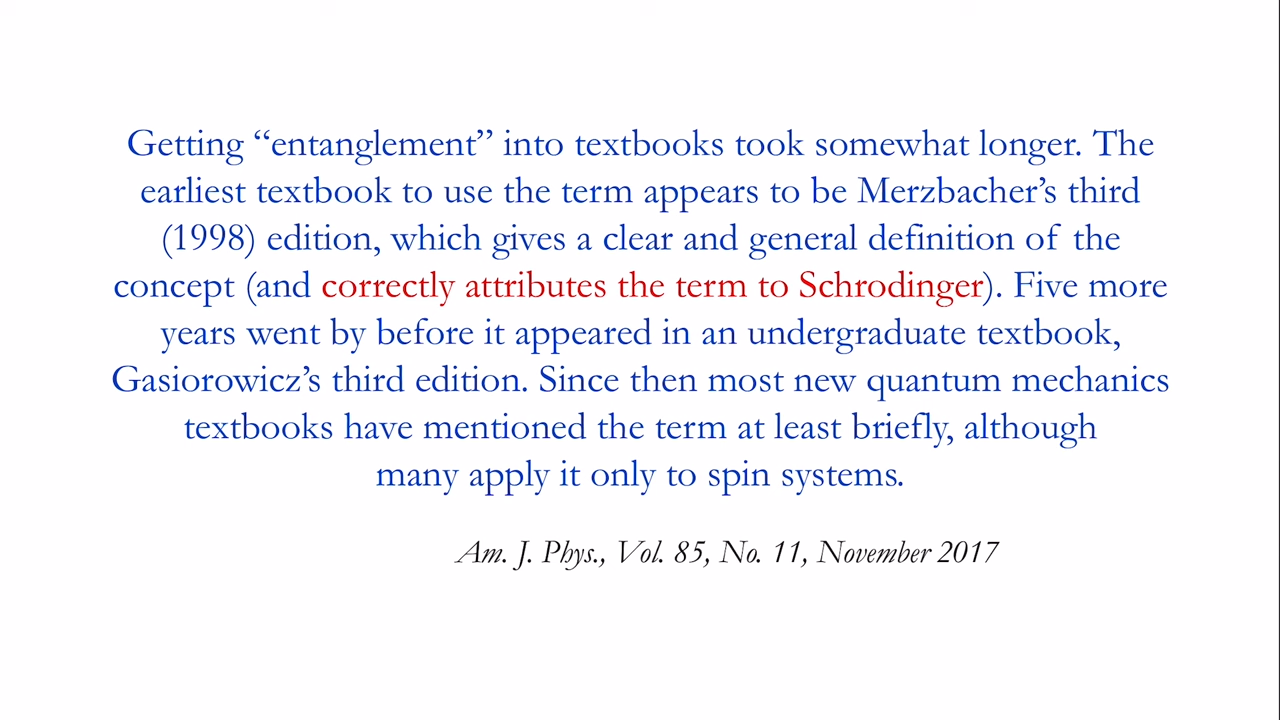 Getting “entanglement” into textbooks took somewhat longer. The
earliest textbook to use the term appears to be Merzbacher’s third
(1998) edition, which gives a clear and general definition of the
concept (and correctly attributes the term to Schrodinger). Five more
years went by before it appeared in an undergraduate textbook,
Gasiorowicz’s third edition. Since then most new quantum mechanics
textbooks have mentioned the term at least briefly, although
many apply it only to spin systems.
Am. J. Phys., Vol. 85, No. 11, November 2017